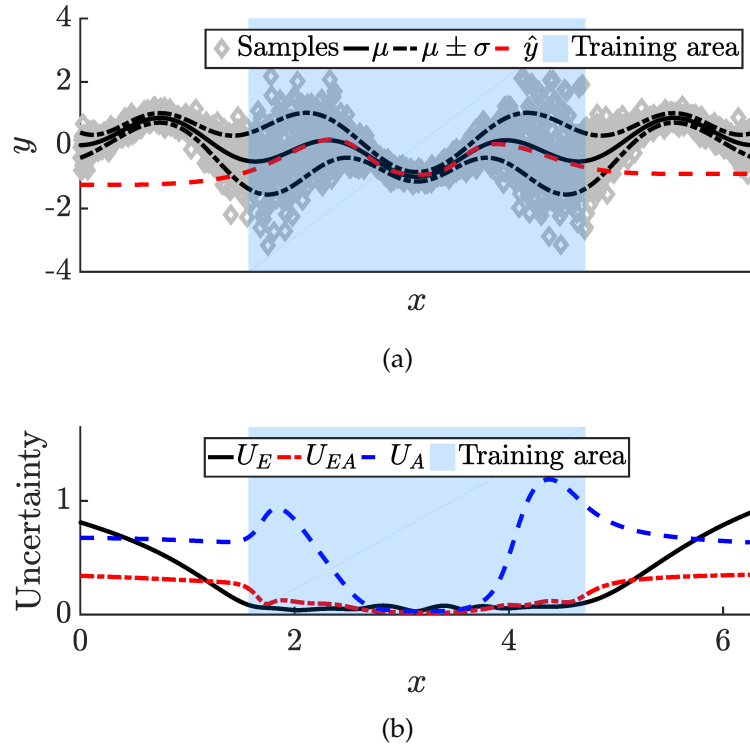 4
2
0
-2
-4
y
Samples μ μ ± σ ŷ Training area
x
(a)
Uncertainty
1
0
U_E U_EA U_A Training area
0 2 4 6
x
(b)